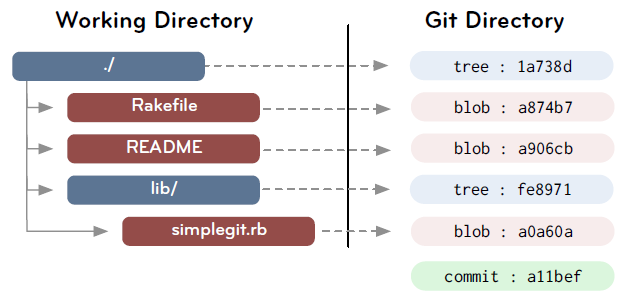 Working Directory
Git Directory
./
tree : 1a738d
Rakefile
blob : a874b7
README
blob : a906cb
lib/
tree : fe8971
simplegit.rb
blob : a0a60a
commit : a11bef